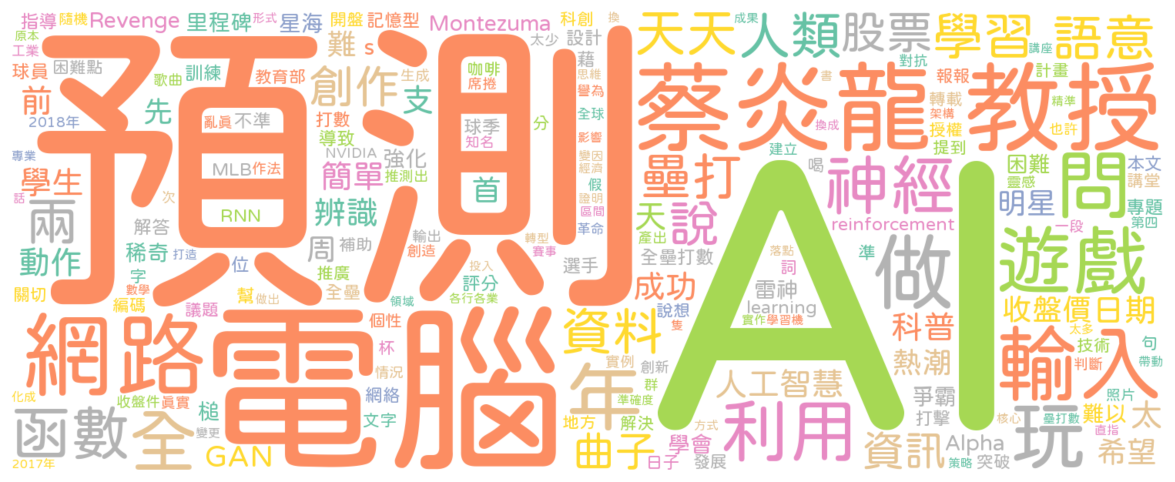 指導
隨機
Revenge
里程碑
形式
星海
開盤
記憶型
Montezuma
科創
換
天天
人類
股票
成果
學習
語意
原本
工業
難
s
太少
設計
講座
球員
困難點
歌曲
訓練
教育部
創作
生成
支
咖啡
席捲
藉
思維
譽為
對抗
報報
計畫
前
2018年
先
亂真
不準
打數
球季
知名
分
全球
書
蔡炎龍
教授
轉載
架構
精準
預測
AI
導致
NVIDIA
強化
影響
換成
授權
提到
也許
專業
MLB
作法
簡單
推測出
首
變因
經濟
假
建立
壘打
喝
神經
困難
靈感
問
本文
講堂
學生
話
次
RNN
辨識
證明
區間
天
說
reinforcement
明星
一段
專題
第四
兩
解答
周
補助
輸出
創造
轉型
賽事
革命
產出
全壘打數
落點
準
做
遊戲
動作
稀奇
打造
字
數學
位
推廣
選手
成功
詞
雷神
learning
關切
編碼
議題
幫
做出
全壘
領域
評分
投入
各行各業
說想
隻
實作
學習機
收盤價
日期
科普
太多
網路
電腦
個性
資料
實例
創新
熱潮
技術
判斷
句
帶動
輸入
杯
情況
年
群
準確度
人工智慧
照片
化成
收盤件
真實
槌
網絡
文字
地方
解決
利用
爭霸
打擊
核心
壘打數
難以
太
函數
全
變更
GAN
曲子
學會
方式
資訊
Alpha
玩
直指
希望
2017年
日子
發展
策略
突破